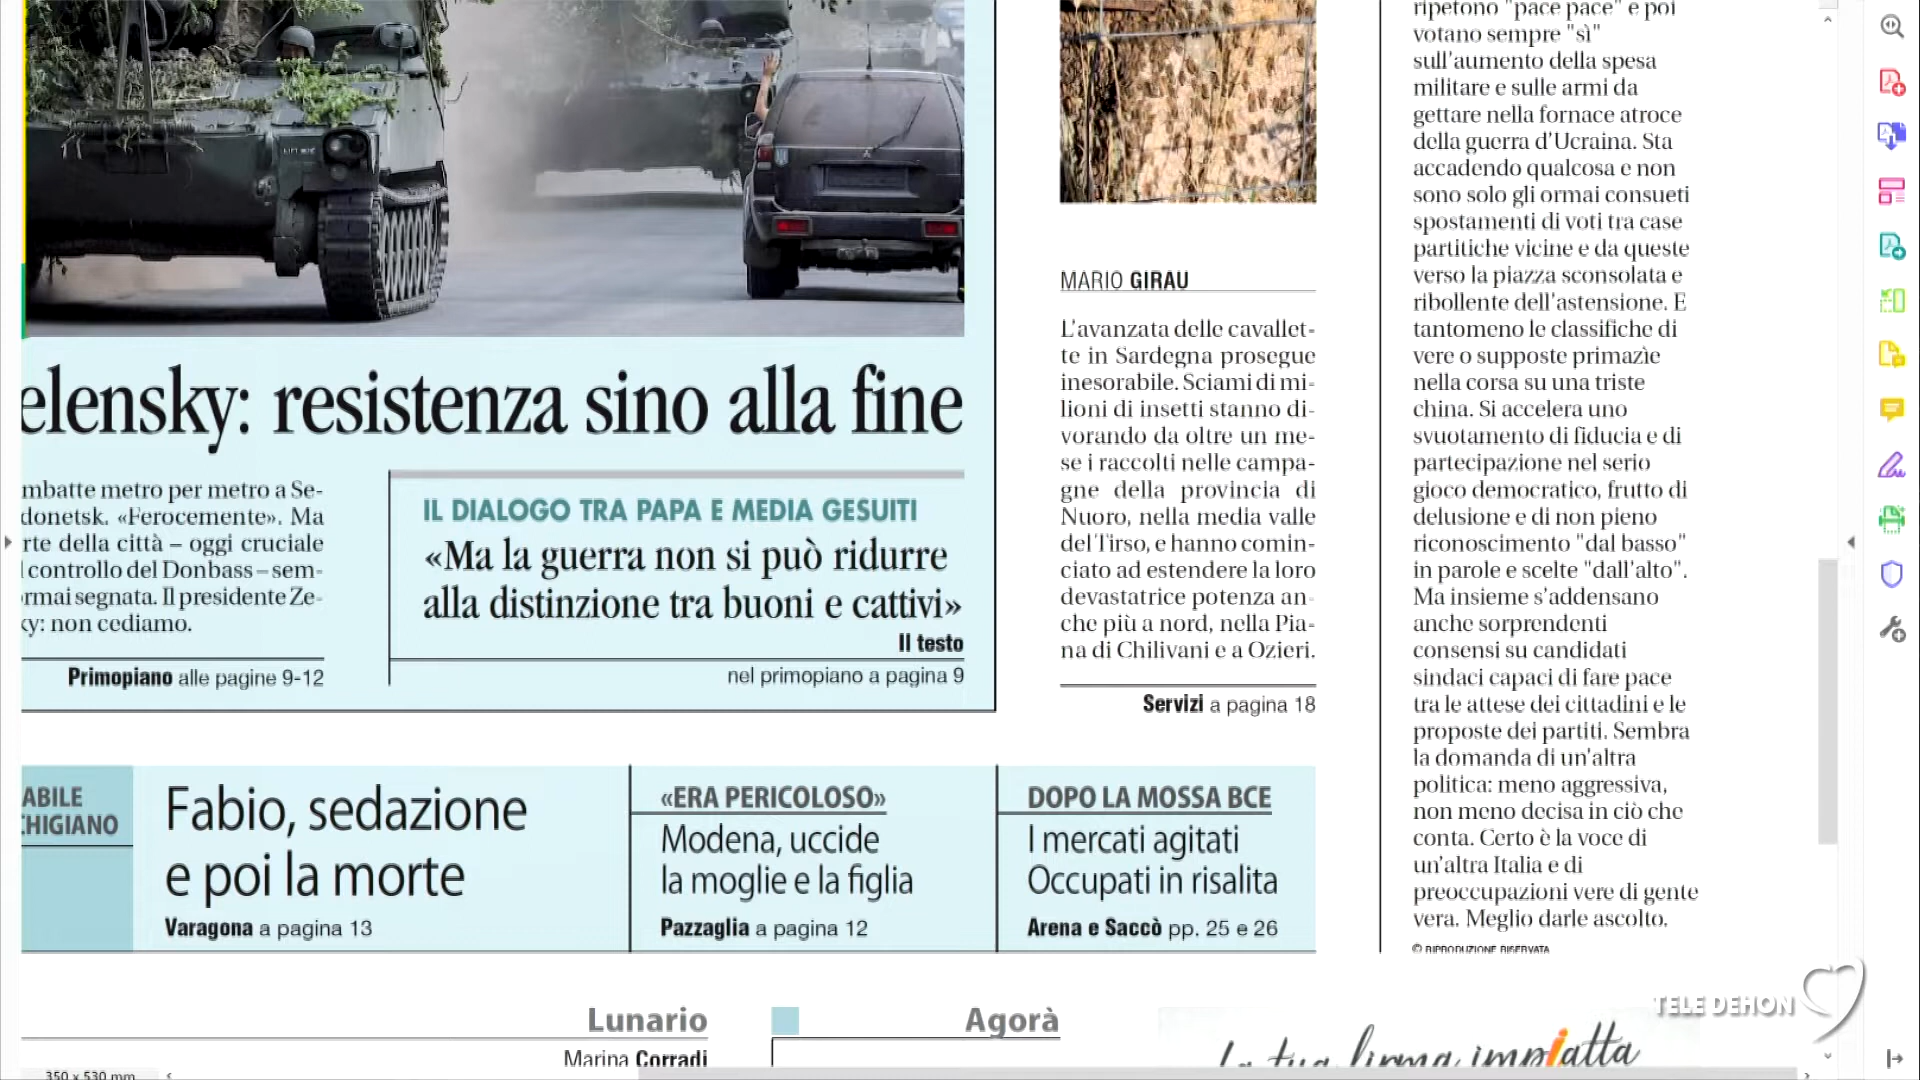 elensky: resistenza sino alla fine
mbatte metro per metro a Se-
donetsk. «Ferocemente». Ma
rte della città – oggi cruciale
l controllo del Donbass – sem-
rmai segnata. Il presidente Ze-
ky: non cediamo.
Primopiano alle pagine 9-12
IL DIALOGO TRA PAPA E MEDIA GESUITI
«Ma la guerra non si può ridurre
alla distinzione tra buoni e cattivi»
Il testo
nel primopiano a pagina 9
MARIO GIRAU
L'avanzata delle cavallet-
te in Sardegna prosegue
inesorabile. Sciami di mi-
lioni di insetti stanno di-
vorando da oltre un me-
se i raccolti nelle campa-
gne della provincia di
Nuoro, nella media valle
del Tirso, e hanno comin-
ciato ad estendere la loro
devastatrice potenza an-
che più a nord, nella Pia-
na di Chilivani e a Ozieri.
Servizi a pagina 18
ripetono "pace pace" e poi
votano sempre "sì"
sull'aumento della spesa
militare e sulle armi da
gettare nella fornace atroce
della guerra d'Ucraina. Sta
accadendo qualcosa e non
sono solo gli ormai consueti
spostamenti di voti tra case
partitiche vicine e da queste
verso la piazza sconsolata e
ribollente dell'astensione. E
tantomeno le classifiche di
vere o supposte primazìe
nella corsa su una triste
china. Si accelera uno
svuotamento di fiducia e di
partecipazione nel serio
gioco democratico, frutto di
delusione e di non pieno
riconoscimento "dal basso"
in parole e scelte "dall'alto".
Ma insieme s'addensano
anche sorprendenti
consensi su candidati
sindaci capaci di fare pace
tra le attese dei cittadini e le
proposte dei partiti. Sembra
la domanda di un'altra
politica: meno aggressiva,
non meno decisa in ciò che
conta. Certo è la voce di
un'altra Italia e di
preoccupazioni vere di gente
vera. Meglio darle ascolto.
© RIPRODUZIONE RISERVATA
ABILE
CHIGIANO
Fabio, sedazione
e poi la morte
Varagona a pagina 13
«ERA PERICOLOSO»
Modena, uccide
la moglie e la figlia
Pazzaglia a pagina 12
DOPO LA MOSSA BCE
I mercati agitati
Occupati in risalita
Arena e Saccò pp. 25 e 26
Lunario
Marina Corradi
Agorà
La tua firma impiatta
TELE DEHON
350 x 530 mm